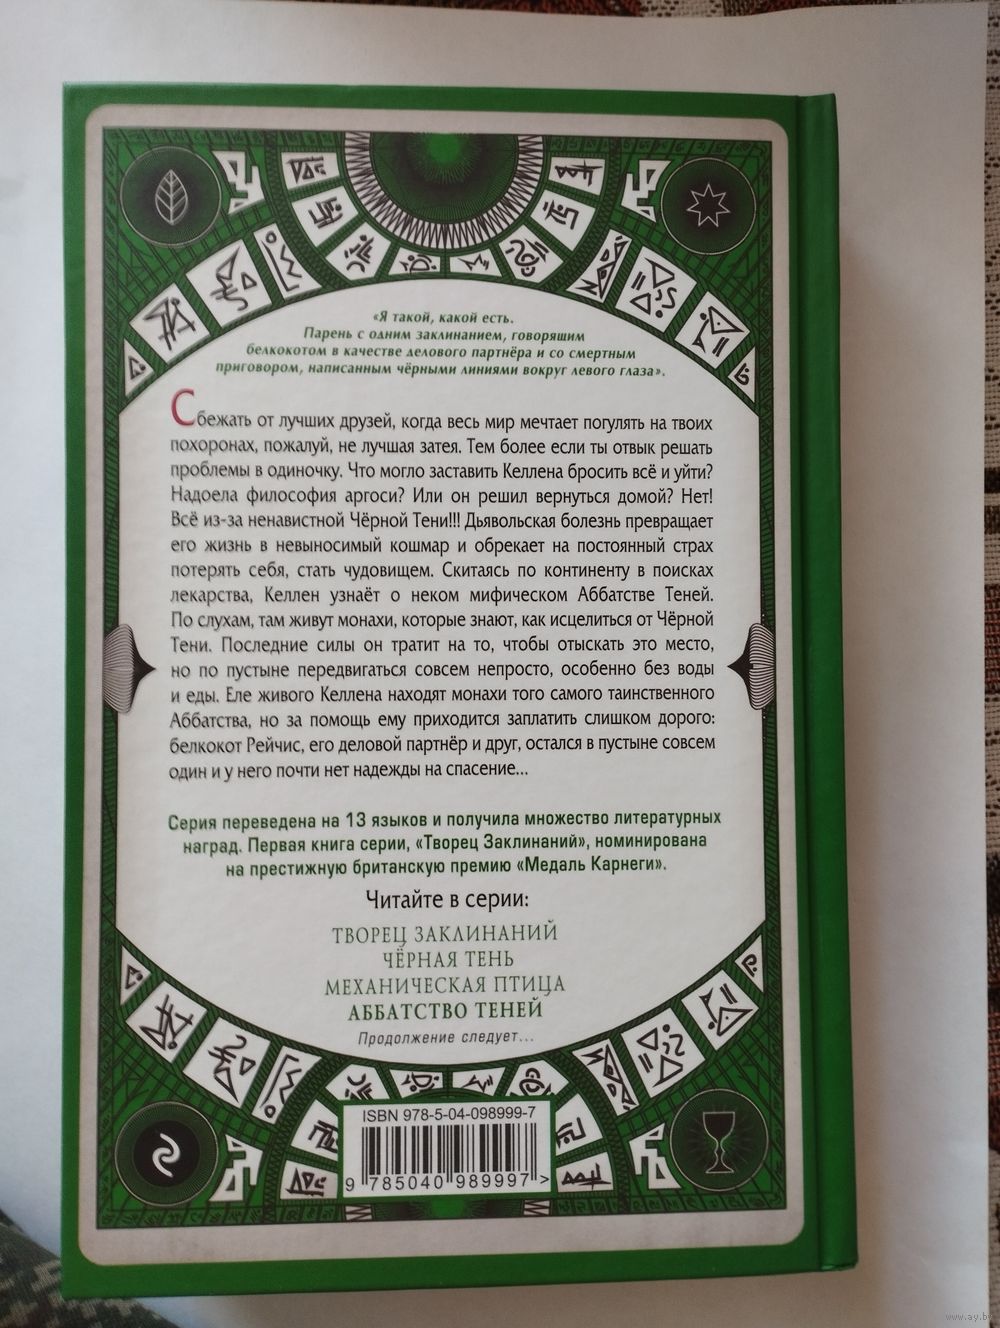 «Я такой, какой есть.
Парень с одним заклинанием, говорящим
белкокотом в качестве делового партнёра и со смертным
приговором, написанным чёрными линиями вокруг левого глаза».
Сбежать от лучших друзей, когда весь мир мечтает погулять на твоих
похоронах, пожалуй, не лучшая затея. Тем более если ты отвык решать
проблемы в одиночку. Что могло заставить Келлена бросить всё и уйти?
Надоела философия аргоси? Или он решил вернуться домой? Нет!
Всё из-за ненавистной Чёрной Тени!!! Дьявольская болезнь превращает
его жизнь в невыносимый кошмар и обрекает на постоянный страх
потерять себя, стать чудовищем. Скитаясь по континенту в поисках
лекарства, Келлен узнаёт о неком мифическом Аббатстве Теней.
По слухам, там живут монахи, которые знают, как исцелиться от Чёрной
Тени. Последние силы он тратит на то, чтобы отыскать это место,
но по пустыне передвигаться совсем непросто, особенно без воды
и еды. Еле живого Келлена находят монахи того самого таинственного
Аббатства, но за помощь ему приходится заплатить слишком дорого:
белкокот Рейчис, его деловой партнёр и друг, остался в пустыне совсем
один и у него почти нет надежды на спасение...
Серия переведена на 13 языков и получила множество литературных
наград. Первая книга серии, «Творец Заклинаний», номинирована
на престижную британскую премию «Медаль Карнеги».
Читайте в серии:
ТВОРЕЦ ЗАКЛИНАНИЙ
ЧЁРНАЯ ТЕНЬ
МЕХАНИЧЕСКАЯ ПТИЦА
АББАТСТВО ТЕНЕЙ
Продолжение следует...
ISBN 978-5-04-098999-7
9 785040 989997 >
www.ay.by